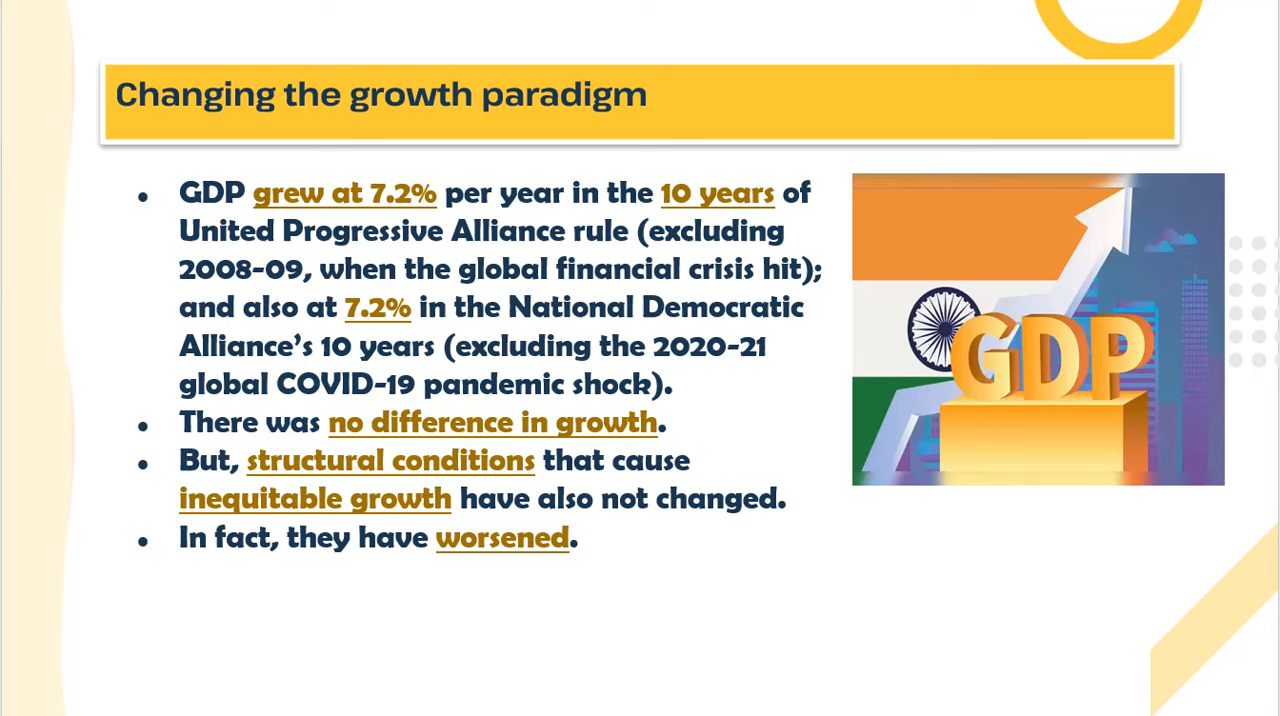 Changing the growth paradigm
• GDP grew at 7.2% per year in the 10 years of
United Progressive Alliance rule (excluding
2008-09, when the global financial crisis hit);
and also at 7.2% in the National Democratic
Alliance's 10 years (excluding the 2020-21
global COVID-19 pandemic shock).
• There was no difference in growth.
• But, structural conditions that cause
inequitable growth have also not changed.
• In fact, they have worsened.
GDP